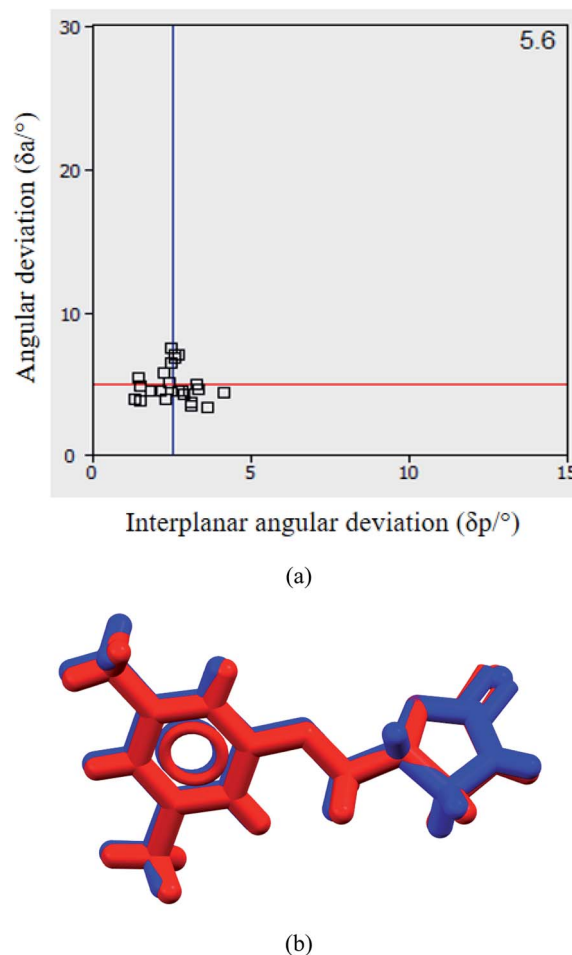 30
5.6
20
10
0
0
5
10
15
Angular deviation (δa/°)
Interplanar angular deviation (δp/°)
(a)
(b)